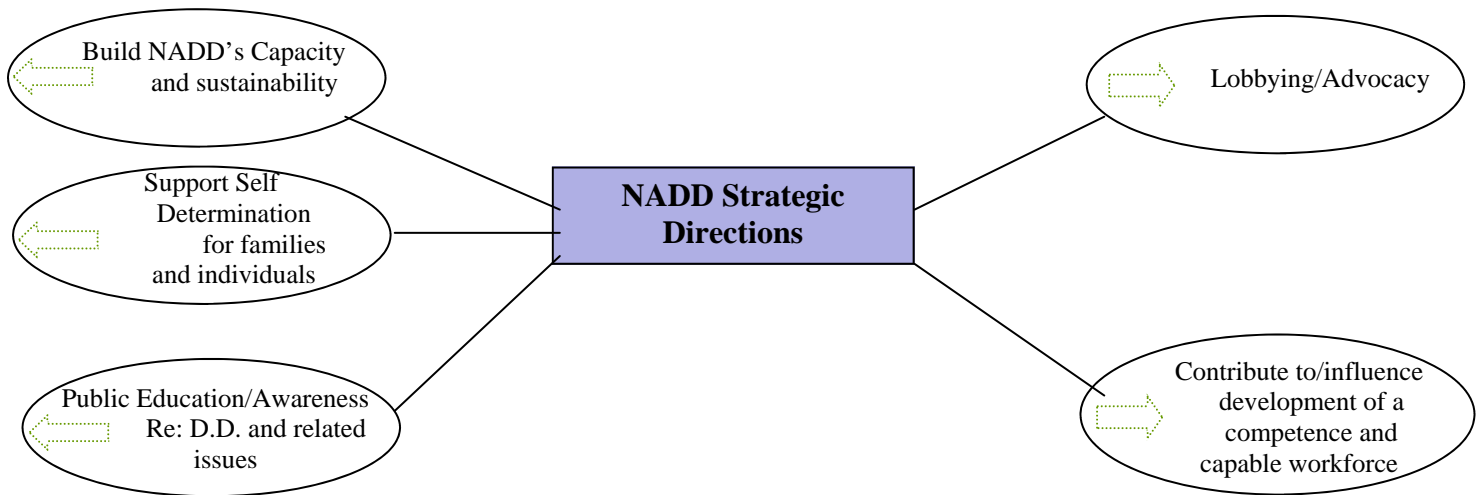 Build NADD’s Capacity
and sustainability
Support Self
Determination
for families
and individuals
Public Education/Awareness
Re: D.D. and related
issues
NADD Strategic
Directions
Lobbying/Advocacy
Contribute to/influence
development of a
competence and
capable workforce